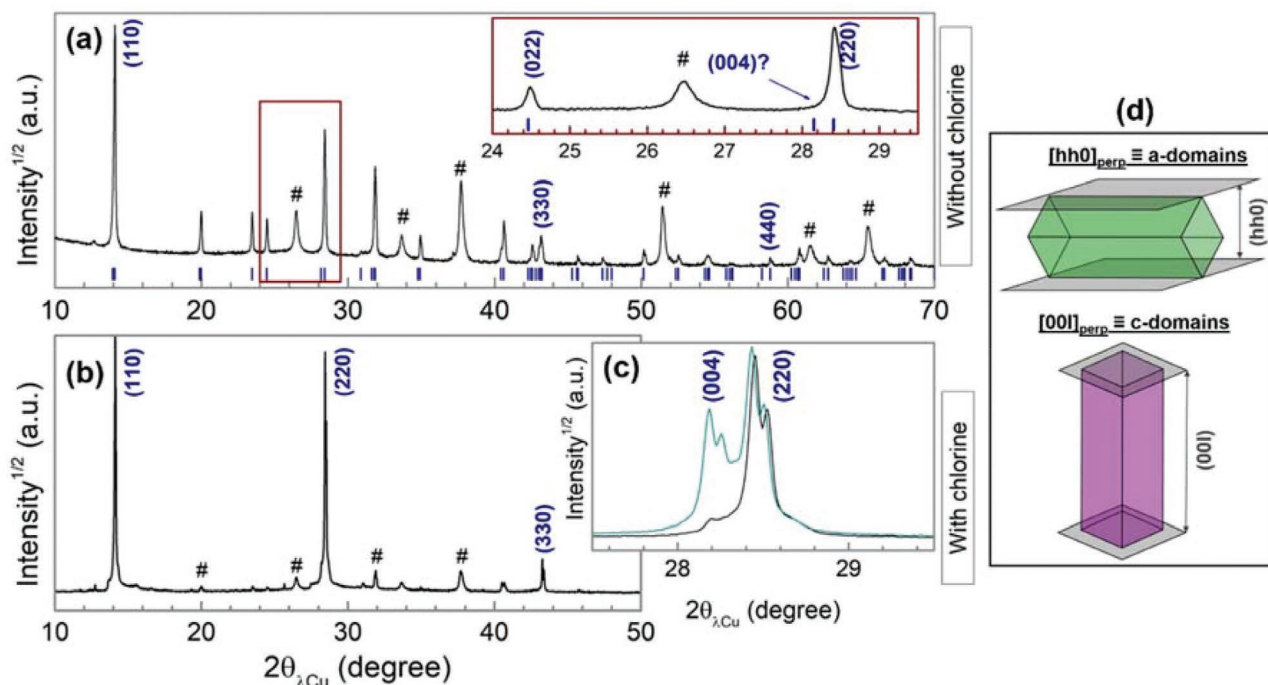 (a)
(110)
#
#
#
#
#
#
(330)
(440)
(022)
#
(004)?
(220)
24 25 26 27 28 29
Intensity1/2 (a.u.)
10 20 30 40 50 60 70
Without chlorine
(b)
(110)
(220)
(330)
#
#
#
#
Intensity1/2 (a.u.)
10 20 30 40 50
2θλCu (degree)
(c)
(004)
(220)
Intensity1/2 (a.u.)
28 29
2θλCu (degree)
With chlorine
(d)
[hh0]perp ≡ a-domains
(hh0)
[00l]perp ≡ c-domains
(00l)